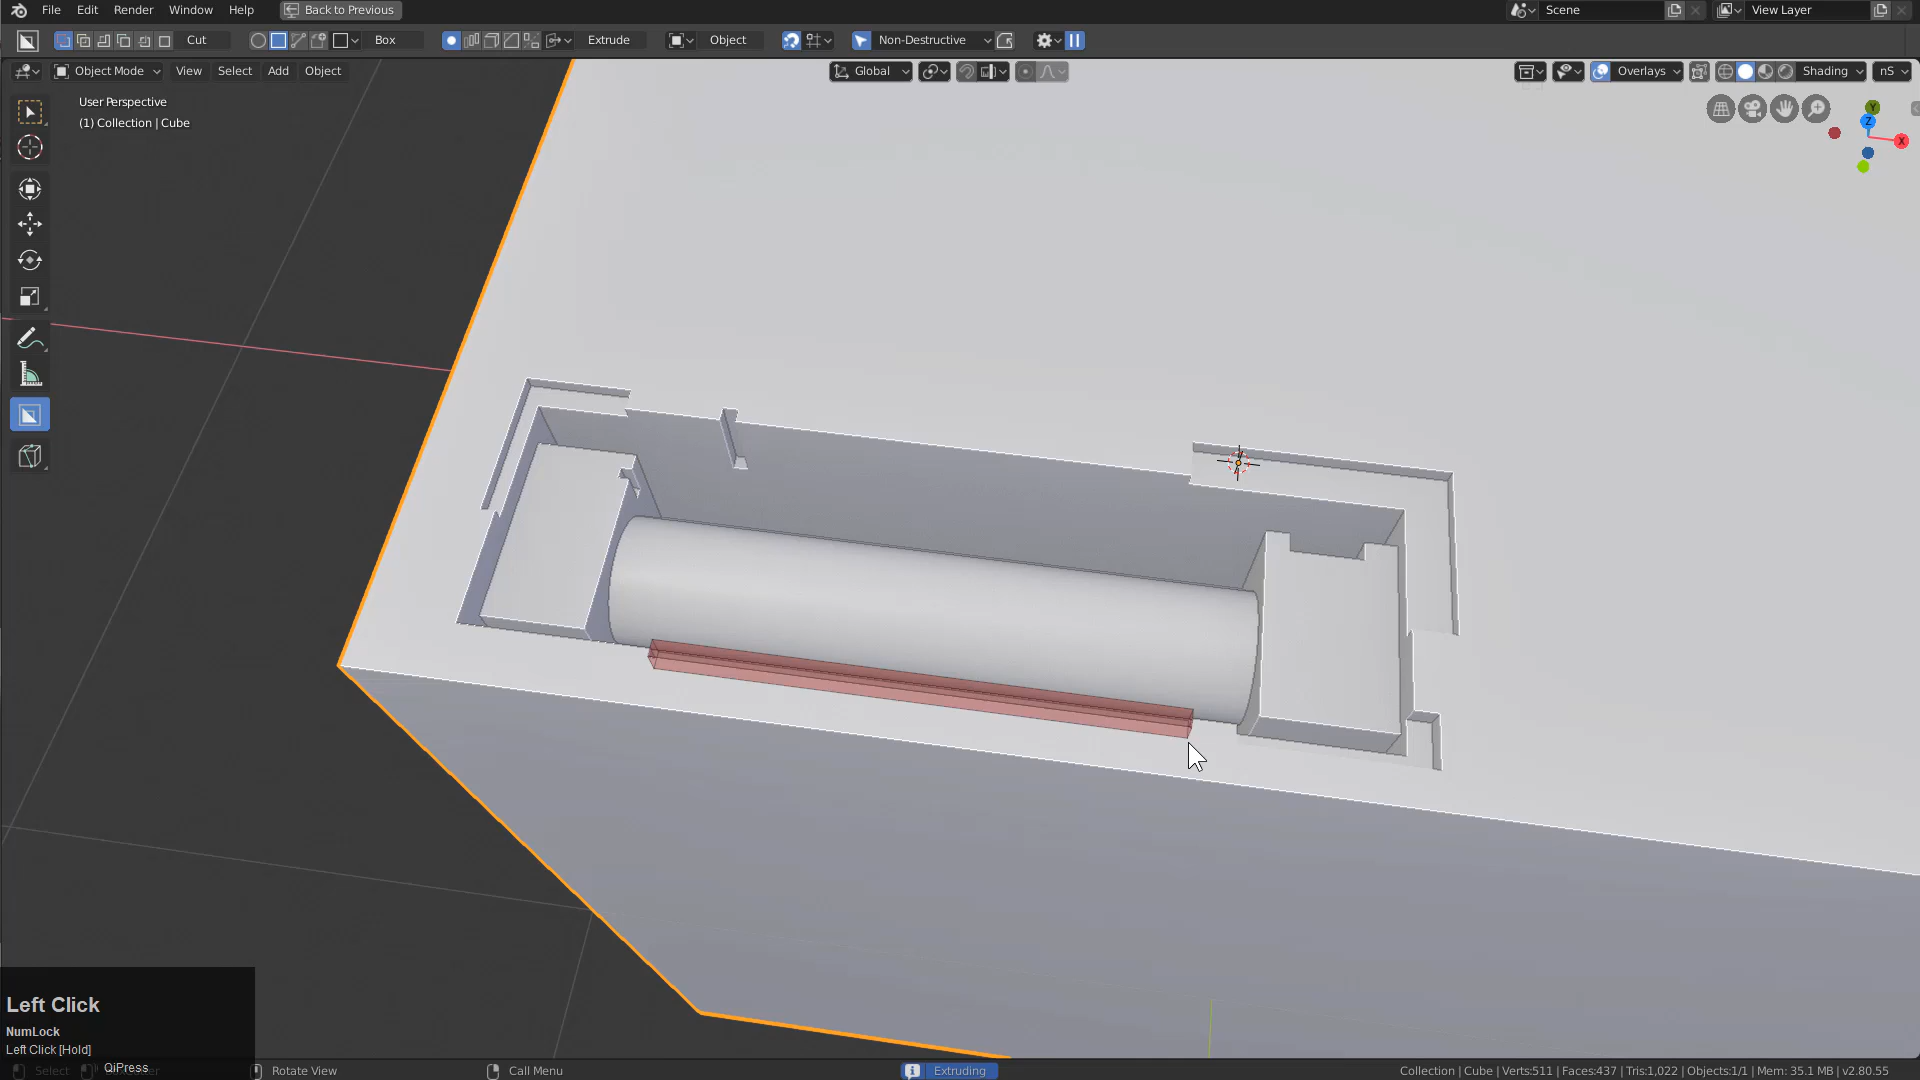 File Edit Render Window Help Back to Previous Scene View Layer
Cut Box Extrude Object Non-Destructive
Object Mode View Select Add Object Global Overlays Shading nS
User Perspective
(1) Collection | Cube
Y
Z
X
Left Click
NumLock
Left Click [Hold]
QiPress
Select Rotate View Call Menu Extruding Collection | Cube | Verts:511 | Faces:437 | Tris:1,022 | Objects:1/1 | Mem: 35.1 MB | v2.80.55